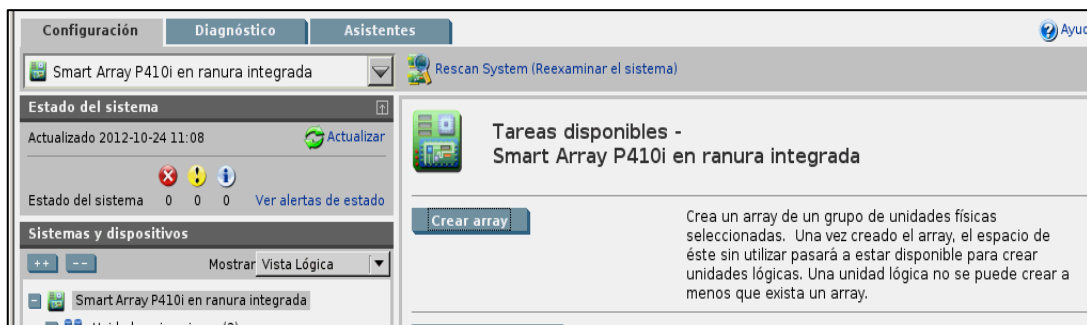 Configuración
Diagnóstico
Asistentes
Smart Array P410i en ranura integrada
Rescan System (Reexaminar el sistema)
Estado del sistema
Actualizado 2012-10-24 11:08
Actualizar
Estado del sistema 0 0 0 Ver alertas de estado
Sistemas y dispositivos
++ -- Mostrar Vista Lógica
Smart Array P410i en ranura integrada
Tareas disponibles -
Smart Array P410i en ranura integrada
Crear array
Crea un array de un grupo de unidades físicas
seleccionadas. Una vez creado el array, el espacio de
éste sin utilizar pasará a estar disponible para crear
unidades lógicas. Una unidad lógica no se puede crear a
menos que exista un array.